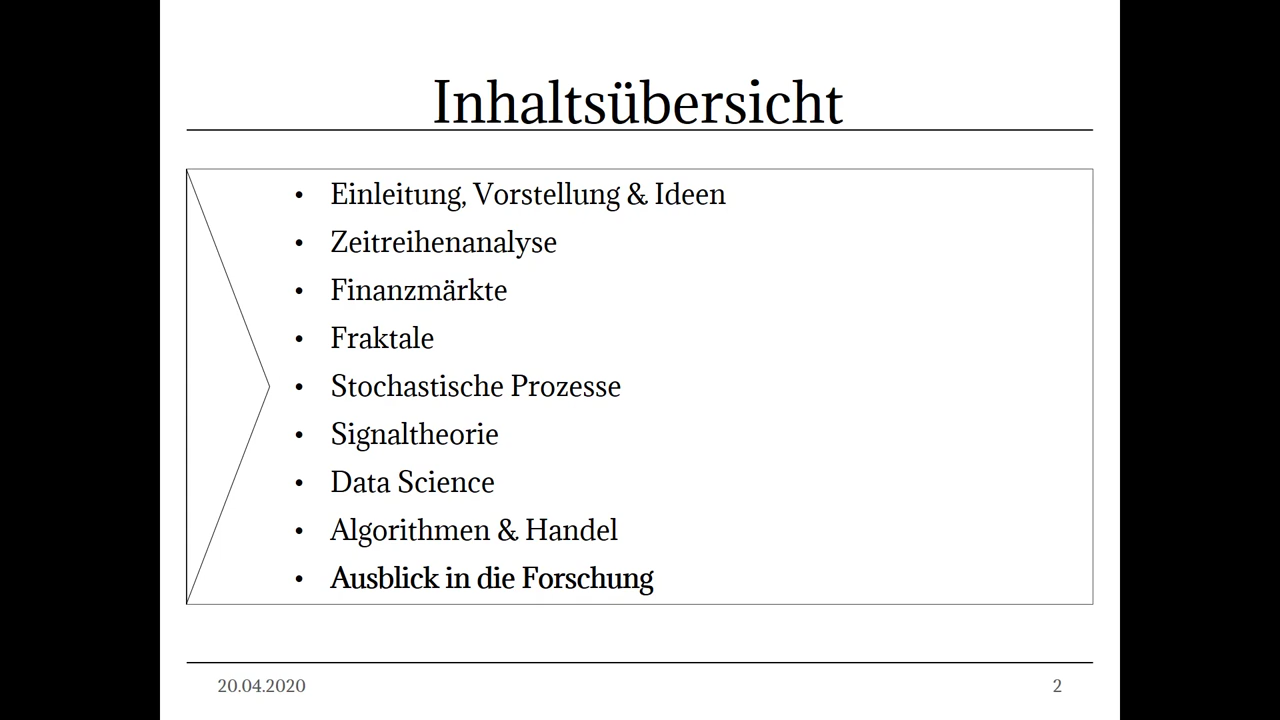 Inhaltsübersicht
• Einleitung, Vorstellung & Ideen
• Zeitreihenanalyse
• Finanzmärkte
• Fraktale
• Stochastische Prozesse
• Signaltheorie
• Data Science
• Algorithmen & Handel
• Ausblick in die Forschung
20.04.2020
2